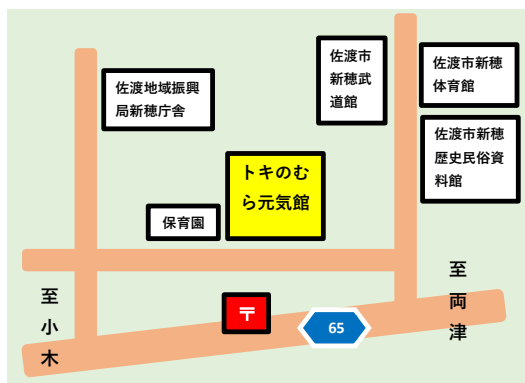 佐渡市
新穂武
道館
佐渡市新穂
体育館
佐渡地域振興
局新穂庁舎
佐渡市新穂
歴史民俗資
料館
トキのむ
ら元気館
保育園
至両津
至小木
〒
65